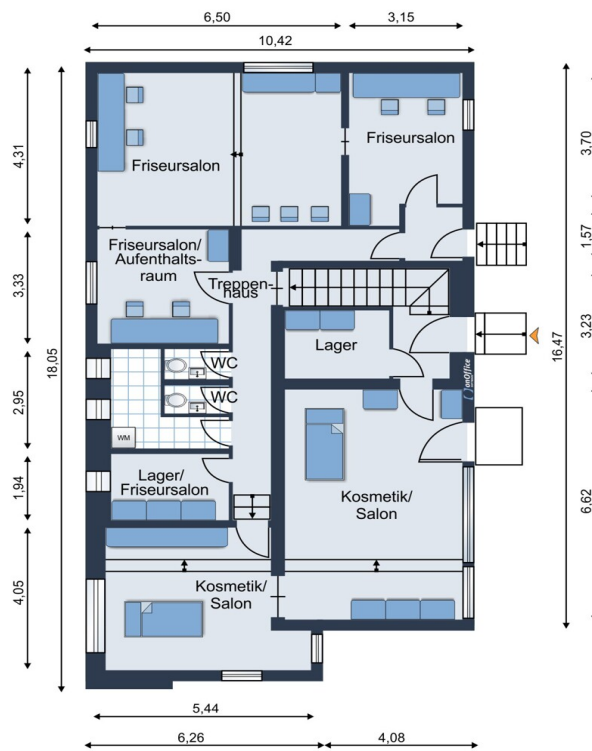 6,50
3,15
10,42
4,31
3,33
2,95
1,94
4,05
18,05
Friseursalon
Friseursalon
Friseursalon/
Aufenthalts-
raum
Treppen-
haus
Lager
WC
WC
WM
Lager/
Friseursalon
Kosmetik/
Salon
Kosmetik/
Salon
onOffice
16,47
3,70
1,57
3,23
6,62
5,44
6,26
4,08